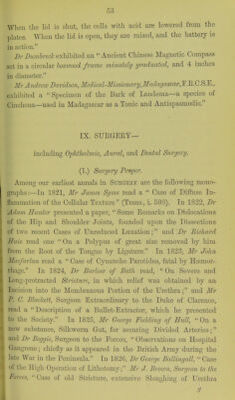 53
When the lid is shut, the cells with acid are lowered from the
plates. When the lid is open, they are raised, and the battery is
in action."
Dr Dumbreck exhibited an "Ancient Chinese Magnetic Compass
set in a circular boxwood frame minutely graduated, and 4 inches
in diameter."
Mr Andrew Davidson, Medical-Missionary, Madagascar, F.R.C.S.E.,
exhibited a "Specimen of the Bark of Landema—a species of
Cinchona—used in Madagascar as a Tonic and Antispasmodic."
IX. SURGERY—
including Ophthalmic, Aural, and Dental Surgery.
(1.) Surgery Proper.
Among our earliest annals in SURGERY are the following mono-
graphs:—In 1821, Mr James Syme read a "Case of Diffuse In-
flammation of the Cellular Texture" (Trans., i. 580). In 1822, Dr
Adam Hunter presented a paper, "Some Remarks on Dislocations
of the Hip and Shoulder Joints, founded upon the Dissections
of two recent Cases of Unreduced Luxation;" and Dr Richard
Huie read one "On a Polypus of great size removed by him
from the Root of the Tongue by Ligature." In 1823, Mr John
Macfarlan read a "Case of Cynanche Parotidea, fatal by Hæmor-
rhage." In 1824, Dr Barlow of Bath read, "On Severe and
Long-protracted Stricture, in which relief was obtained by an
Incision into the Membranous Portion of the Urethra;" and Mr
P. C. Blackett, Surgeon Extraordinary to the Duke of Clarence,
read a "Description of a Bullet-Extractor, which he presented
to the Society." In 1825, Mr George Fielding of Hull, "On a
new substance, Silkworm Gut, for securing Divided Arteries;"
and Dr Boggie, Surgeon to the Forces, "Observations on Hospital
Gangrene; chiefly as it appeared in the British Army during the
late War in the Peninsula." In 1826, Dr George Ballingall, "Case
of the High Operation of Lithotomy;" Mr J. Brown, Surgeon to the
Forces, "Case of old Stricture, extensive Sloughing of Urethra